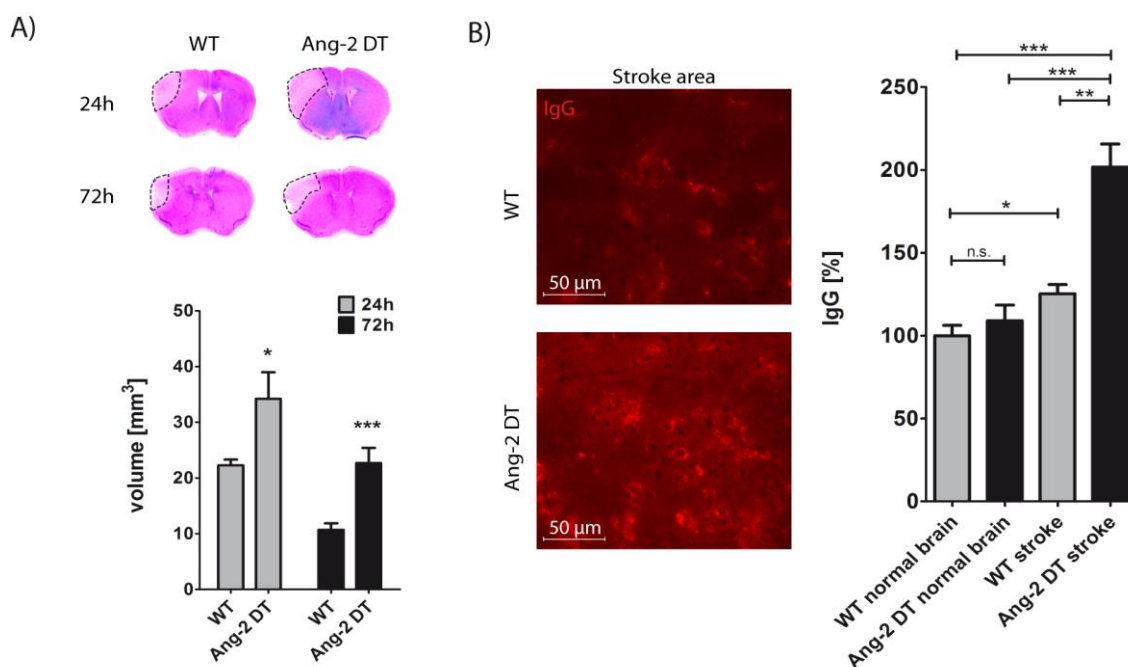 A)
WT Ang-2 DT
24h
72h
volume [mm³]
50
40
30
20
10
0
24h
72h
*
***
WT
Ang-2 DT
WT
Ang-2 DT
B)
Stroke area
IgG
WT
50 µm
Ang-2 DT
50 µm
IgG [%]
250
200
150
100
50
0
***
***
**
*
n.s.
WT normal brain
Ang-2 DT normal brain
WT stroke
Ang-2 DT stroke